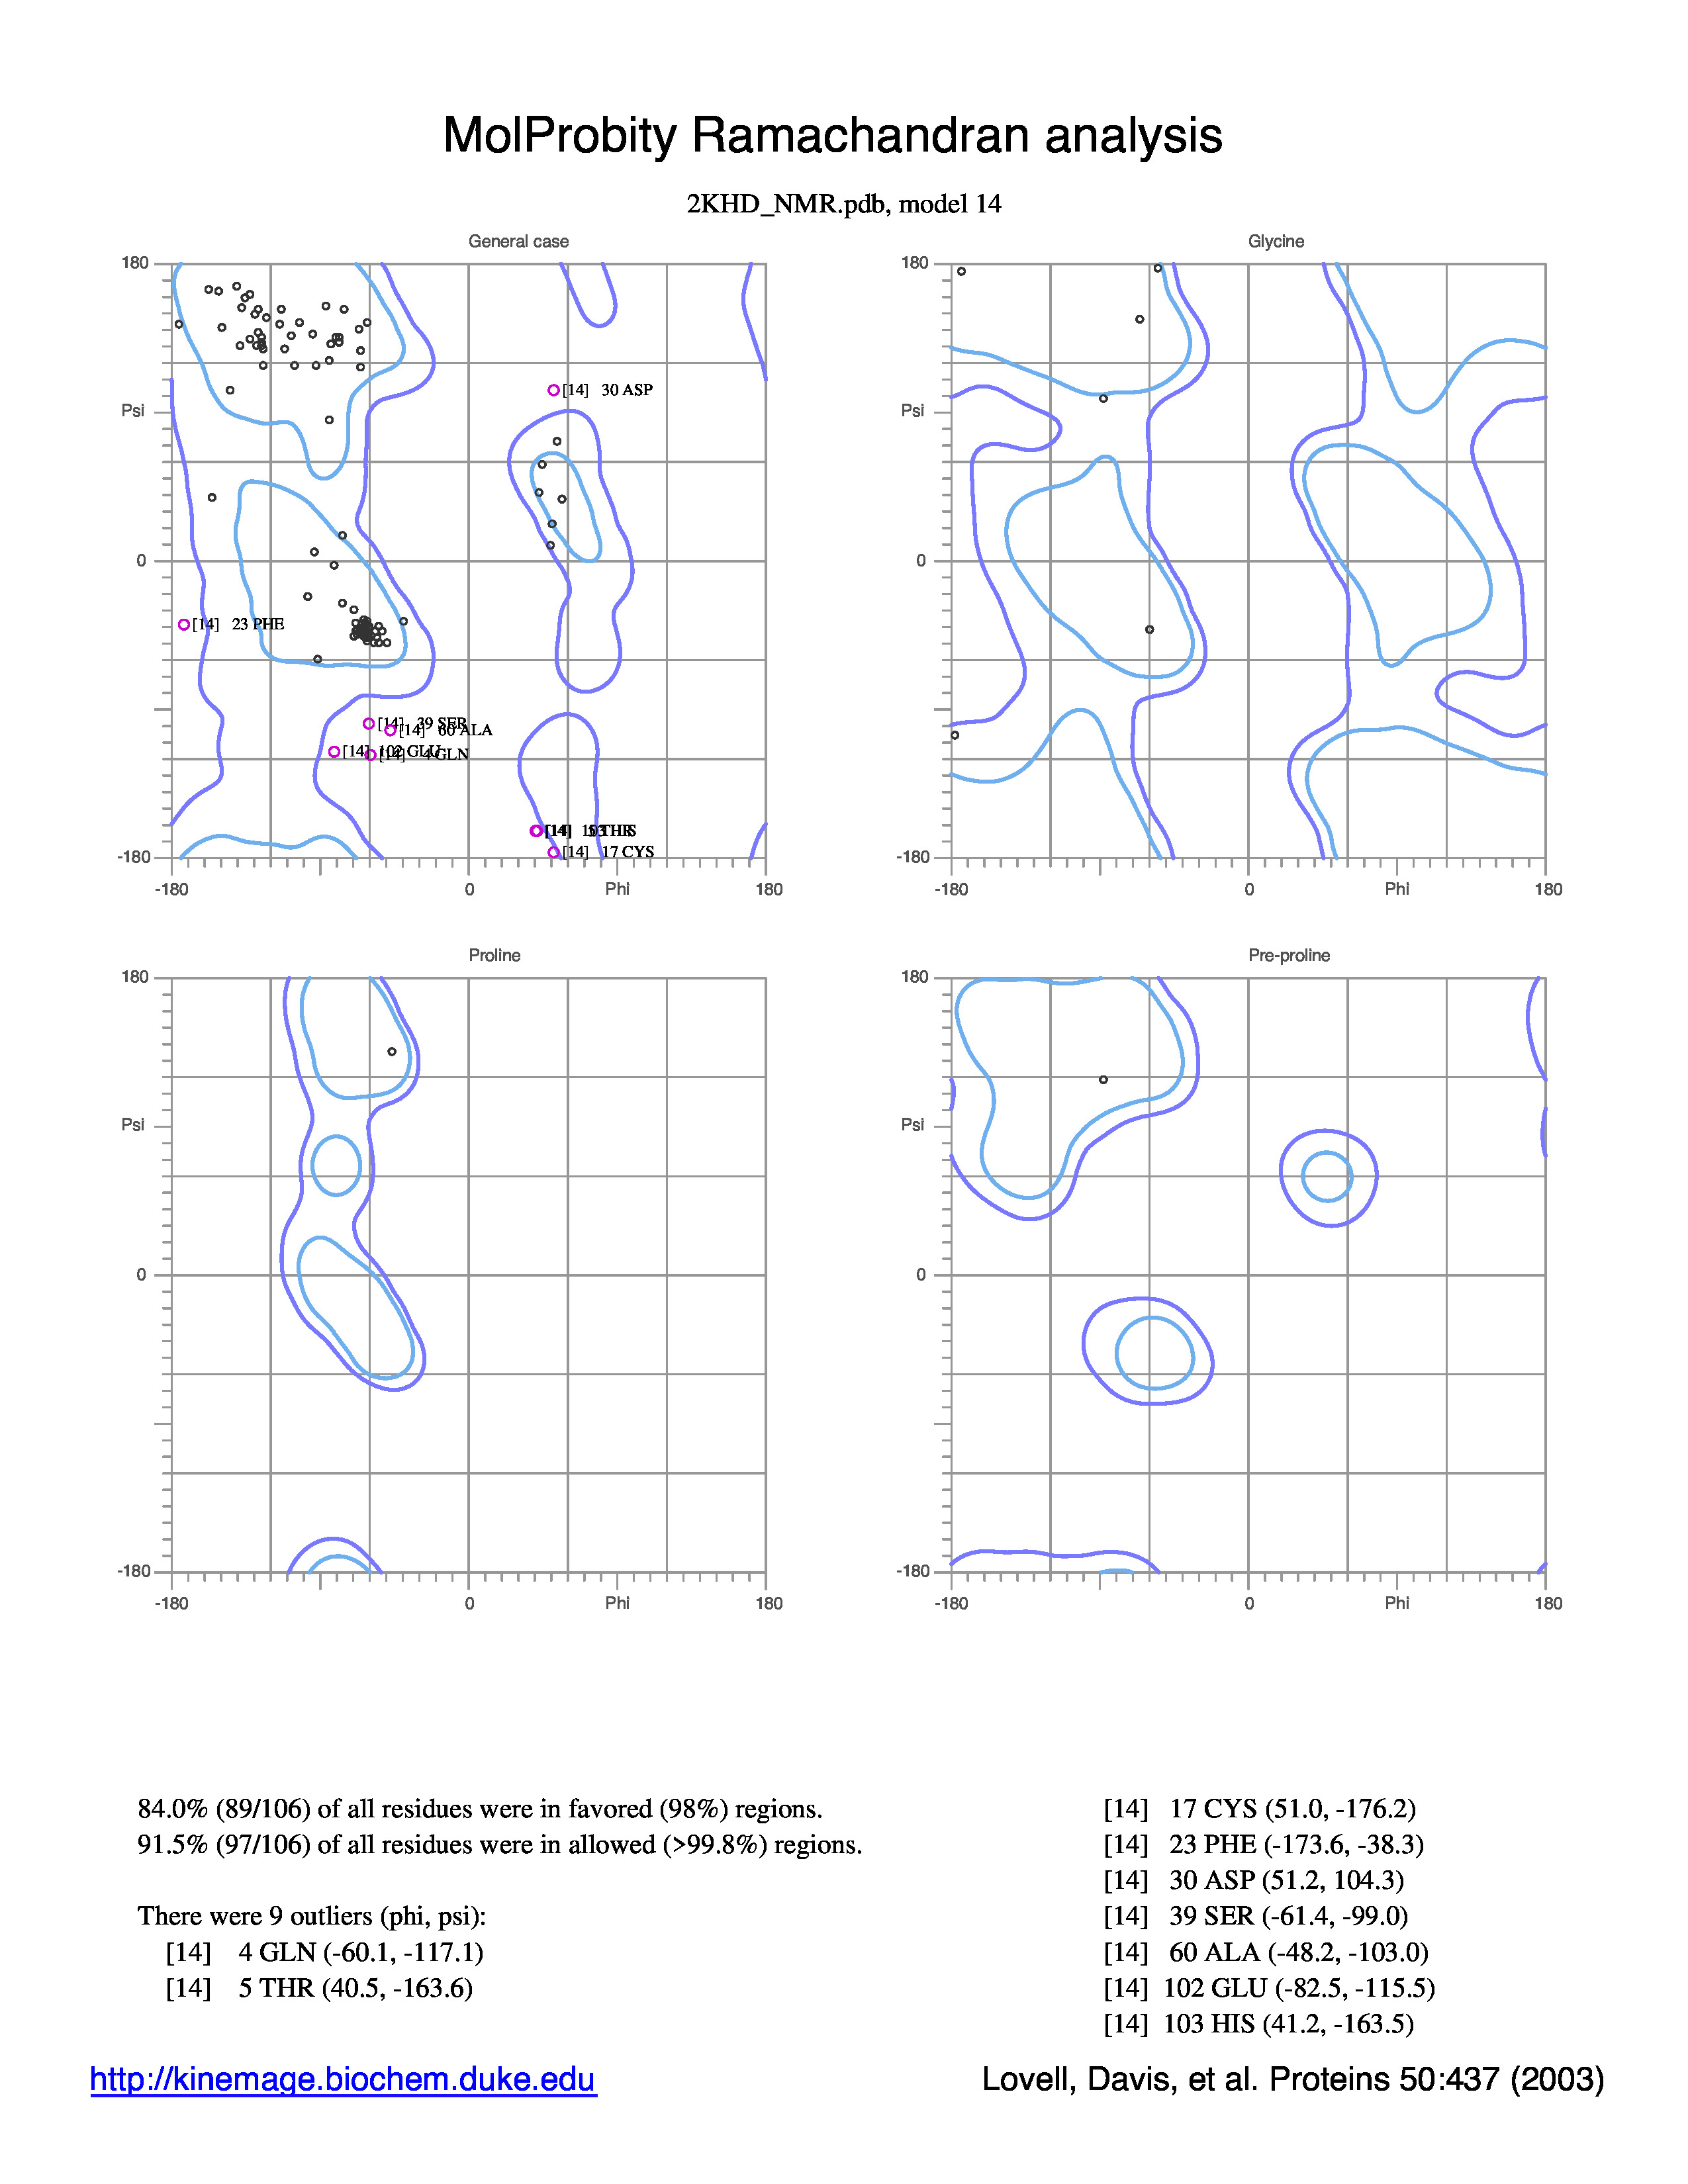 MolProbity Ramachandran analysis
2KHD_NMR.pdb, model 14
General case
180
Psi
0
-180
-180
0
Phi
180
[14] 30 ASP
[14] 23 PHE
[14] 39 SER
[14] 60 ALA
[14] 102 GLU
[14] 4 GLN
[14] 5 THR
[14] 103 HIS
[14] 17 CYS
Glycine
180
Psi
0
-180
-180
0
Phi
180
Proline
180
Psi
0
-180
-180
0
Phi
180
Pre-proline
180
Psi
0
-180
-180
0
Phi
180
84.0% (89/106) of all residues were in favored (98%) regions.
91.5% (97/106) of all residues were in allowed (>99.8%) regions.
There were 9 outliers (phi, psi):
[14] 4 GLN (-60.1, -117.1)
[14] 5 THR (40.5, -163.6)
[14] 17 CYS (51.0, -176.2)
[14] 23 PHE (-173.6, -38.3)
[14] 30 ASP (51.2, 104.3)
[14] 39 SER (-61.4, -99.0)
[14] 60 ALA (-48.2, -103.0)
[14] 102 GLU (-82.5, -115.5)
[14] 103 HIS (41.2, -163.5)
http://kinemage.biochem.duke.edu
Lovell, Davis, et al. Proteins 50:437 (2003)